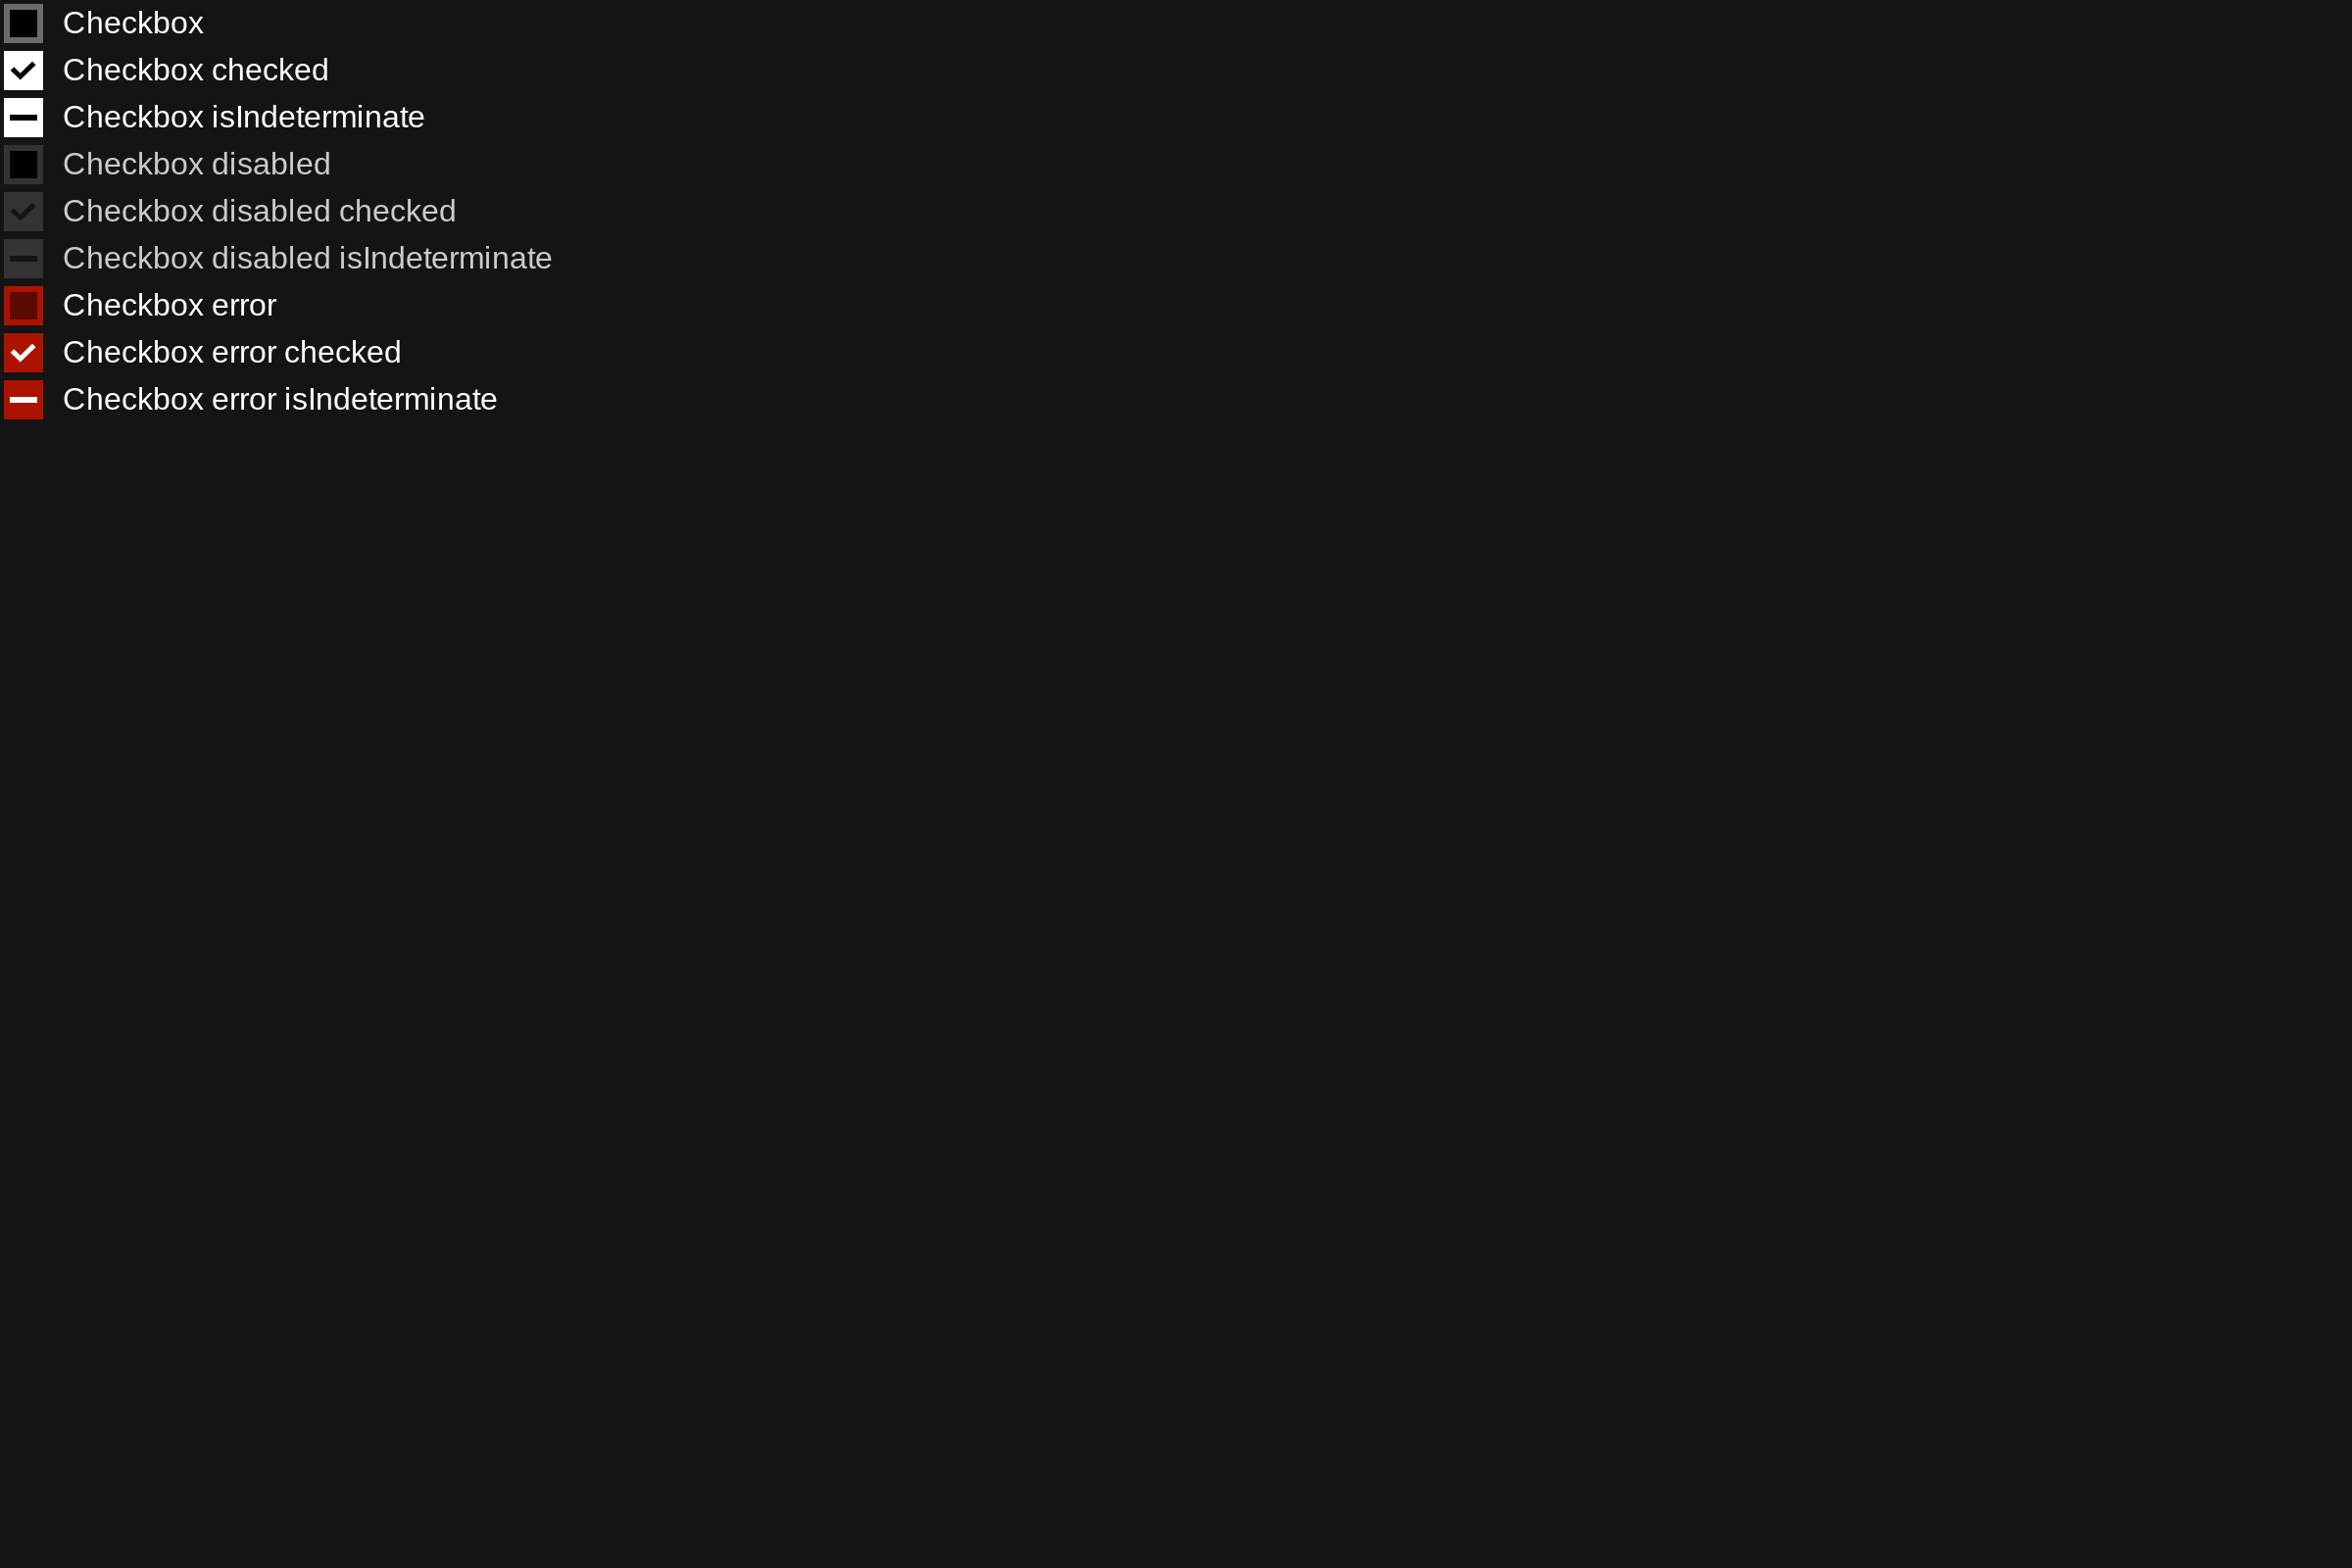 Checkbox
Checkbox checked
Checkbox isIndeterminate
Checkbox disabled
Checkbox disabled checked
Checkbox disabled isIndeterminate
Checkbox error
Checkbox error checked
Checkbox error isIndeterminate